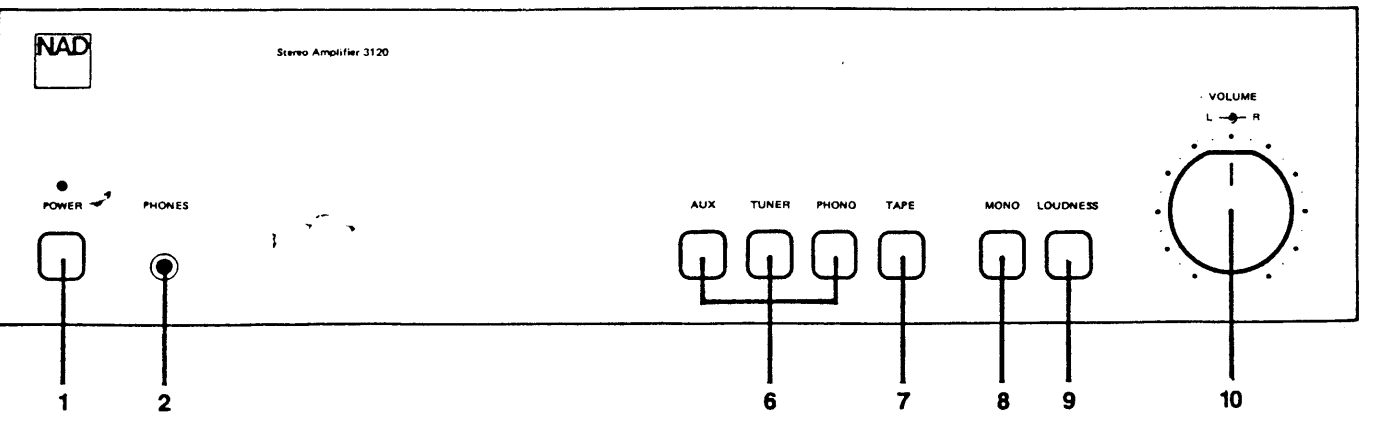 NAD
Stereo Amplifier 3120
VOLUME
L R
POWER PHONES AUX TUNER PHONO TAPE MONO LOUDNESS
1 2 6 7 8 9 10